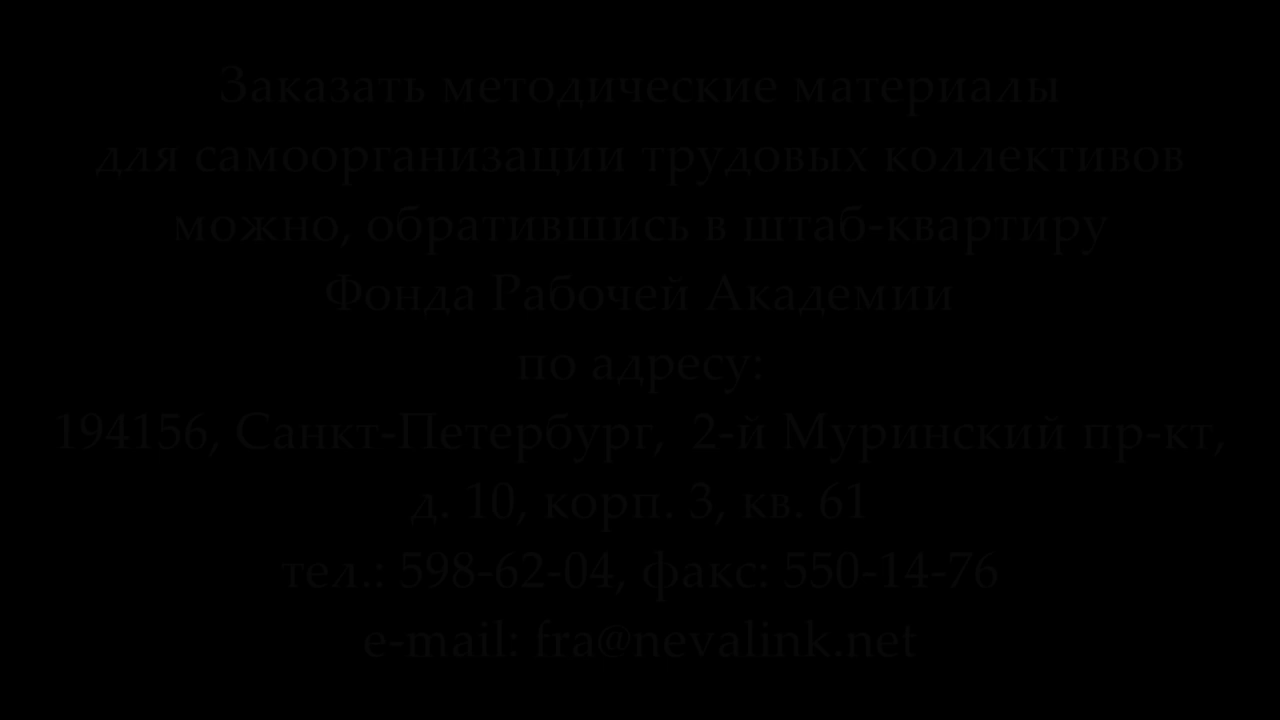 Заказать методические материалы
для самоорганизации трудовых коллективов
можно, обратившись в штаб-квартиру
Фонда Рабочей Академии
по адресу:
194156, Санкт-Петербург, 2-й Муринский пр-кт,
д. 10, корп. 3, кв. 61
тел.: 598-62-04, факс: 550-14-76
e-mail: fra@nevalink.net